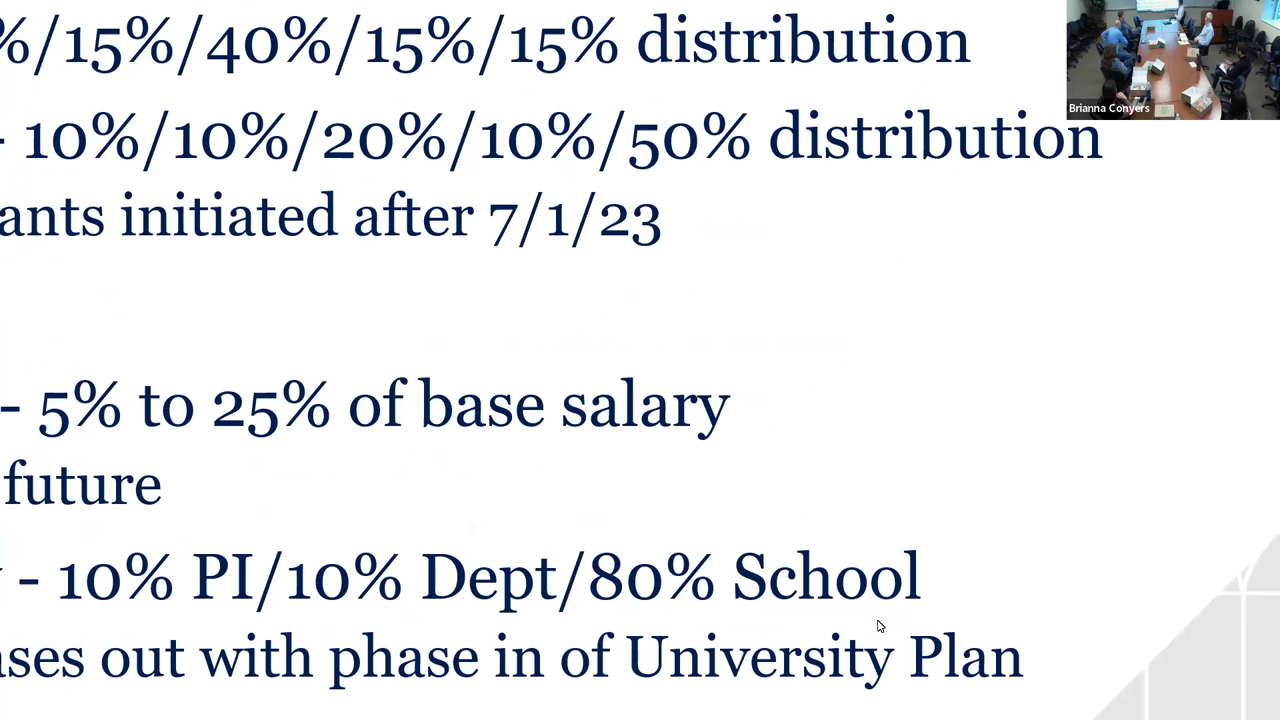 %/15%/40%/15%/15% distribution
Brianna Conyers
- 10%/10%/20%/10%/50% distribution
ants initiated after 7/1/23
- 5% to 25% of base salary
future
- 10% PI/10% Dept/80% School
ses out with phase in of University Plan